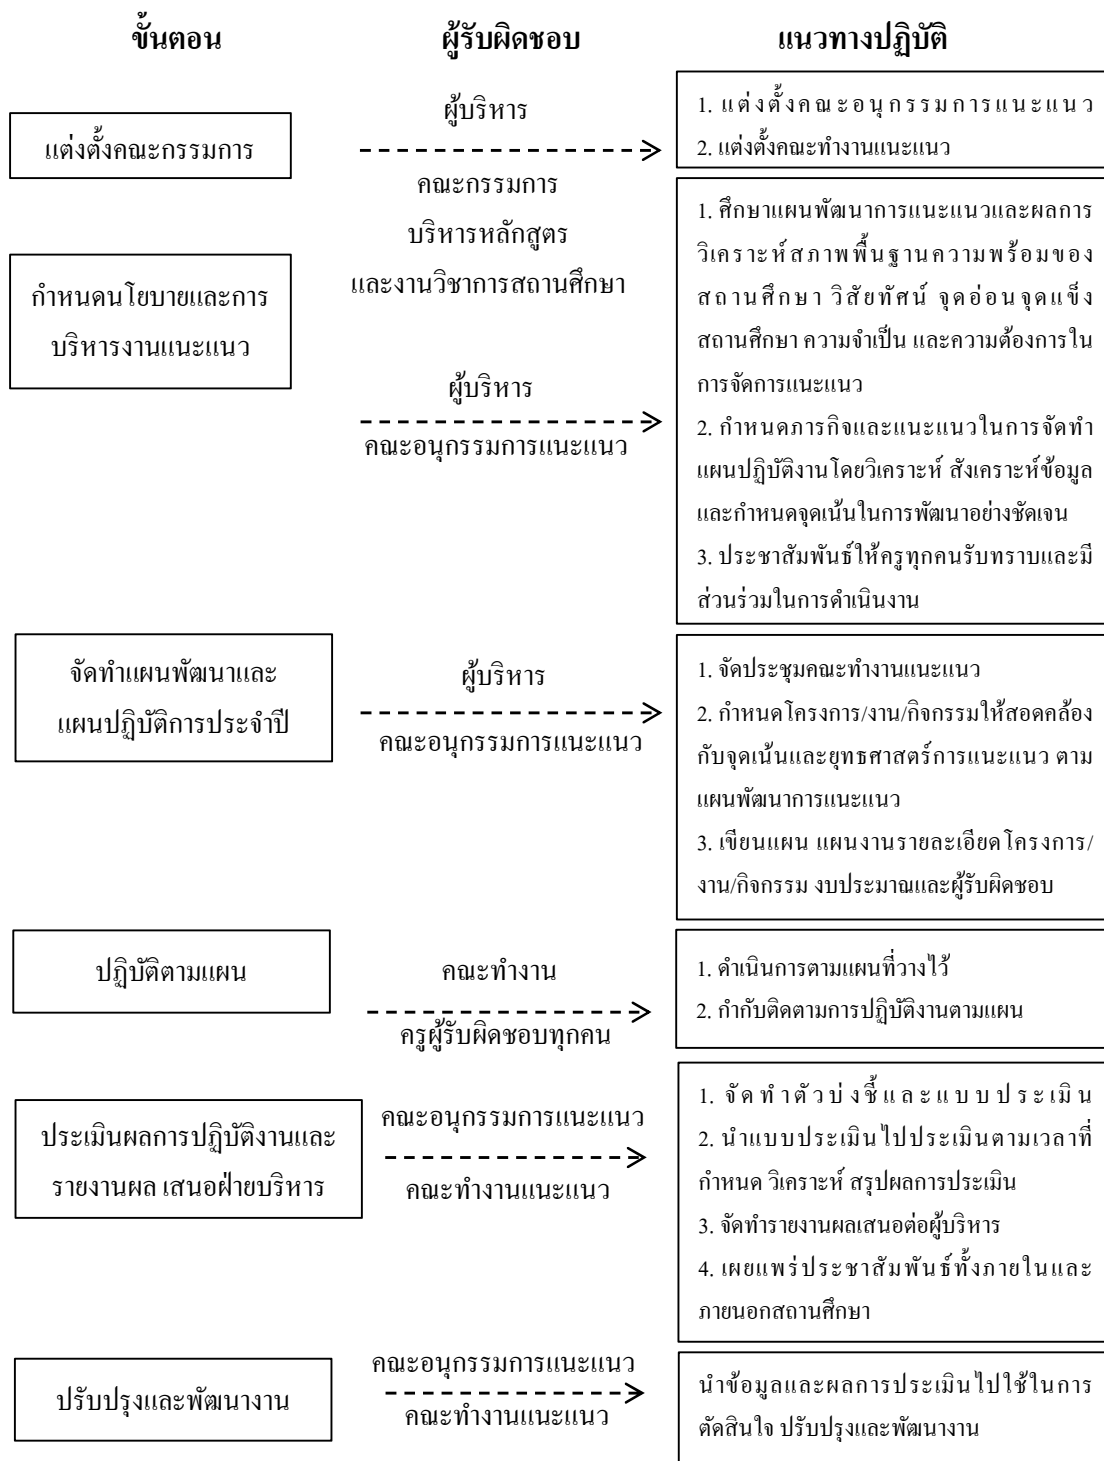 ขั้นตอน
ผู้รับผิดชอบ
แนวทางปฏิบัติ
แต่งตั้งคณะกรรมการ
ผู้บริหาร
คณะกรรมการ
บริหารหลักสูตร
และงานวิชาการสถานศึกษา
1. แต่งตั้งคณะอนุกรรมการแนะแนว
2. แต่งตั้งคณะทำงานแนะแนว
กำหนดนโยบายและการ
บริหารงานแนะแนว
ผู้บริหาร
คณะอนุกรรมการแนะแนว
1. ศึกษาแผนพัฒนาการแนะแนวและผลการ
วิเคราะห์สภาพพื้นฐานความพร้อมของ
สถานศึกษา วิสัยทัศน์ จุดอ่อนจุดแข็ง
สถานศึกษา ความจำเป็น และความต้องการใน
การจัดการแนะแนว
2. กำหนดภารกิจและแนะแนวในการจัดทำ
แผนปฏิบัติงานโดยวิเคราะห์ สังเคราะห์ข้อมูล
และกำหนดจุดเน้นในการพัฒนาอย่างชัดเจน
3. ประชาสัมพันธ์ให้ครูทุกคนรับทราบและมี
ส่วนร่วมในการดำเนินงาน
จัดทำแผนพัฒนาและ
แผนปฏิบัติการประจำปี
ผู้บริหาร
คณะอนุกรรมการแนะแนว
1. จัดประชุมคณะทำงานแนะแนว
2. กำหนดโครงการ/งาน/กิจกรรมให้สอดคล้อง
กับจุดเน้นและยุทธศาสตร์การแนะแนว ตาม
แผนพัฒนาการแนะแนว
3. เขียนแผน แผนงานรายละเอียดโครงการ/
งาน/กิจกรรม งบประมาณและผู้รับผิดชอบ
ปฏิบัติตามแผน
คณะทำงาน
ครูผู้รับผิดชอบทุกคน
1. ดำเนินการตามแผนที่วางไว้
2. กำกับติดตามการปฏิบัติงานตามแผน
ประเมินผลการปฏิบัติงานและ
รายงานผล เสนอฝ่ายบริหาร
คณะอนุกรรมการแนะแนว
คณะทำงานแนะแนว
1. จัดทำตัวบ่งชี้และแบบประเมิน
2. นำแบบประเมินไปประเมินตามเวลาที่
กำหนด วิเคราะห์ สรุปผลการประเมิน
3. จัดทำรายงานผลเสนอต่อผู้บริหาร
4. เผยแพร่ประชาสัมพันธ์ทั้งภายในและ
ภายนอกสถานศึกษา
ปรับปรุงและพัฒนางาน
คณะอนุกรรมการแนะแนว
คณะทำงานแนะแนว
นำข้อมูลและผลการประเมินไปใช้ในการ
ตัดสินใจ ปรับปรุงและพัฒนางาน